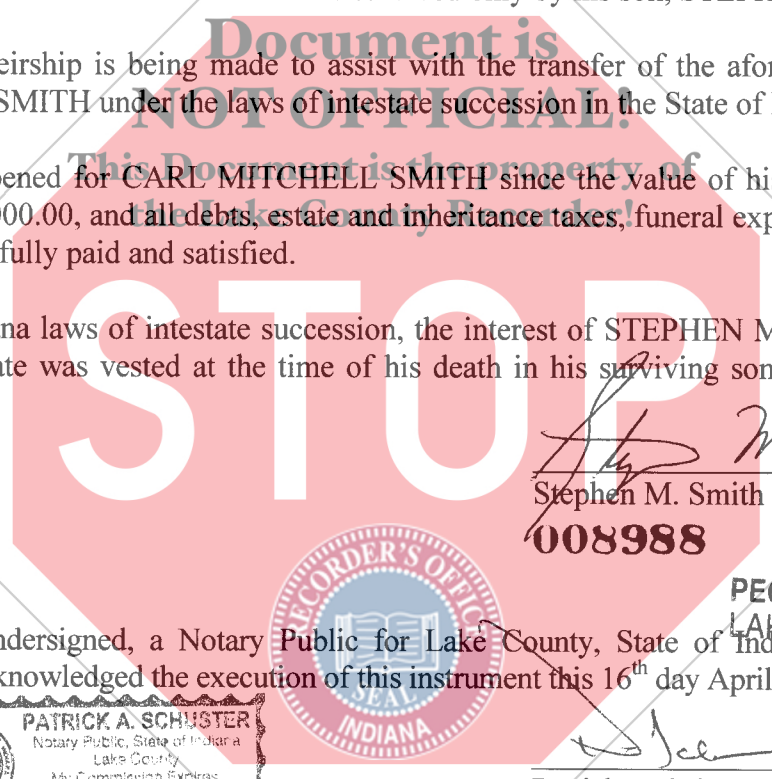 Document is
eirship is being made to assist with the transfer of the afor
SMITH under the laws of intestate succession in the State of
NOT OFFICIAL!
This Document is the property of
ened for CARL MITCHELL SMITH since the value of hi
the Lake County Recorder!
000.00, and all debts, estate and inheritance taxes, funeral exp
fully paid and satisfied.
STOP
ana laws of intestate succession, the interest of STEPHEN M
ate was vested at the time of his death in his surviving son
Stephen M. Smith
008988
RECORDER'S OFFICE
SEAL
INDIANA
ndersigned, a Notary Public for Lake County, State of Ind
knowledged the execution of this instrument this 16th day April
PATRICK A. SCHUSTER
Notary Public, State of Indiana
Lake County
My Commission Expires